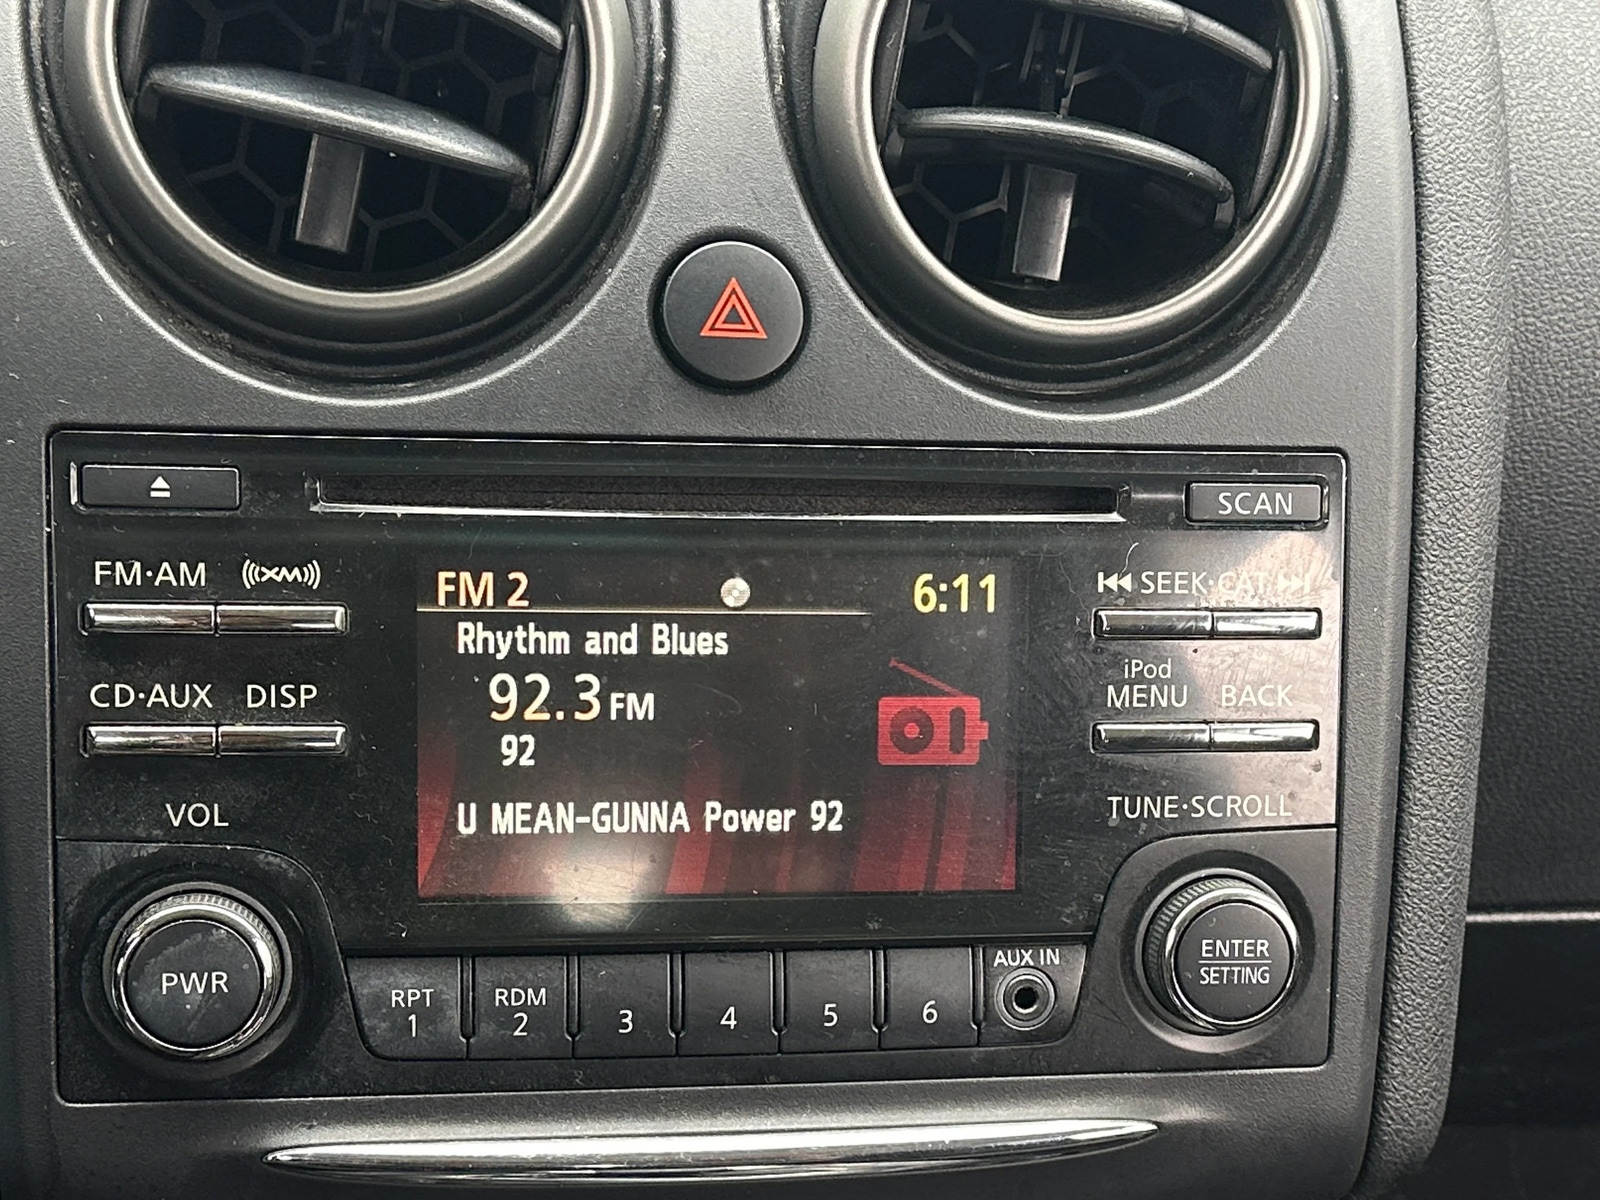 SCAN
FM·AM
XM
SEEK·CAT
FM 2
6:11
Rhythm and Blues
92.3 FM
92
U MEAN-GUNNA Power 92
CD·AUX
DISP
iPod
MENU
BACK
VOL
TUNE·SCROLL
PWR
RPT
1
RDM
2
3
4
5
6
AUX IN
ENTER
SETTING